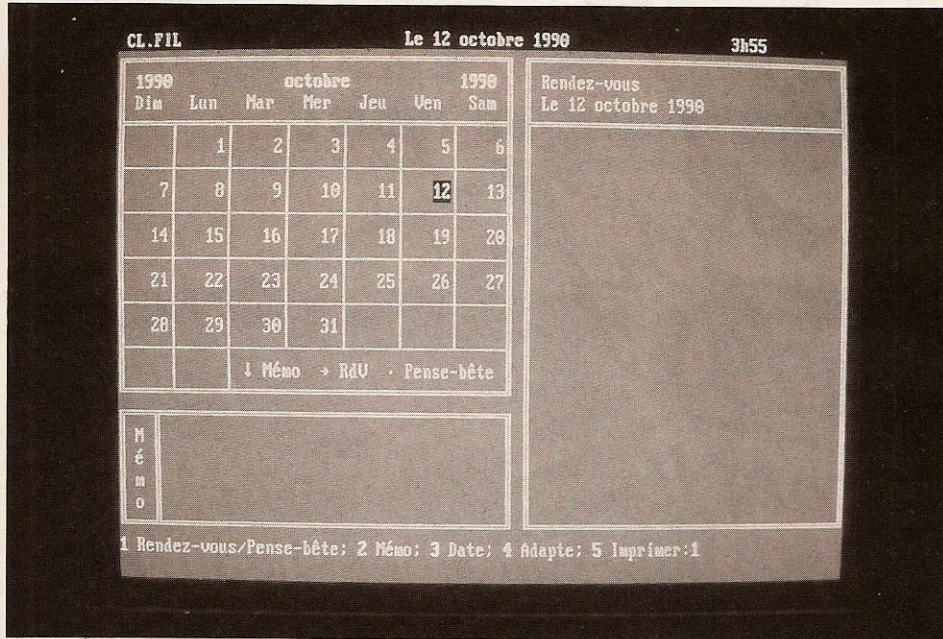 CL.FIL Le 12 octobre 1990 3h55
1990 octobre 1990
Dim Lun Mar Mer Jeu Ven Sam
1 2 3 4 5 6
7 8 9 10 11 12 13
14 15 16 17 18 19 20
21 22 23 24 25 26 27
28 29 30 31
↓ Mémo → RdV · Pense-bête
Rendez-vous
Le 12 octobre 1990
Mémo
1 Rendez-vous/Pense-bête; 2 Mémo; 3 Date; 4 Adapte; 5 Imprimer:1